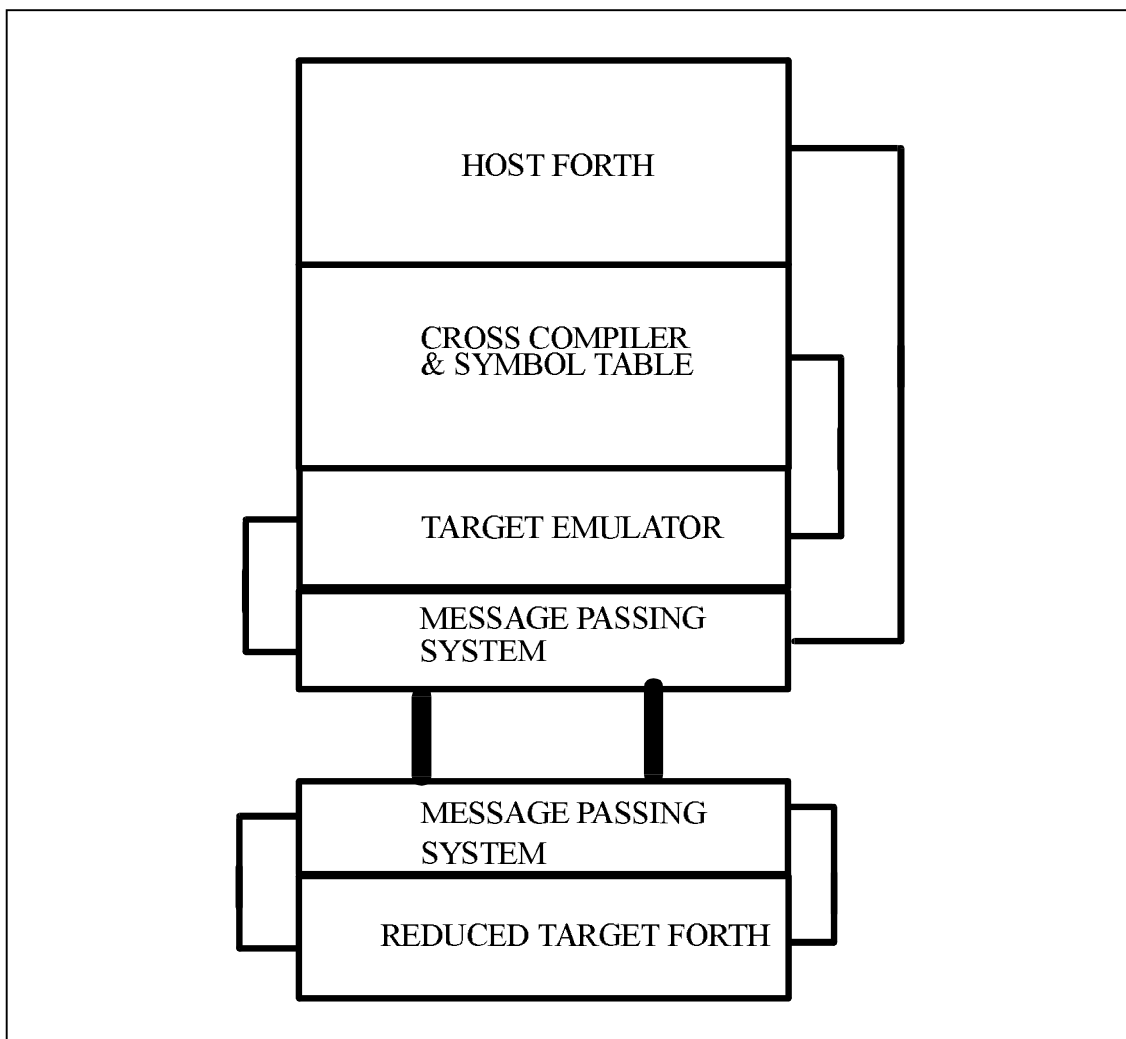 HOST FORTH
CROSS COMPILER
& SYMBOL TABLE
TARGET EMULATOR
MESSAGE PASSING
SYSTEM
MESSAGE PASSING
SYSTEM
REDUCED TARGET FORTH